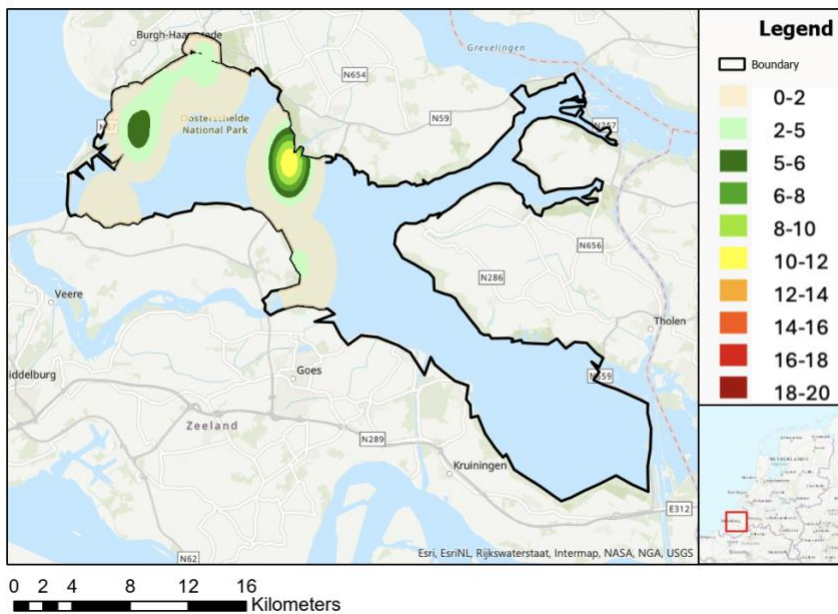 Burgh-Haamstede
Grevelingen
N654
N59
N57
Oosterschelde
National Park
N257
N656
N286
Veere
Tholen
Goes
N659
Zeeland
N289
Kruiningen
E312
N62
Esri, EsriNL, Rijkswaterstaat, Intermap, NASA, NGA, USGS
Legend
Boundary
0-2
2-5
5-6
6-8
8-10
10-12
12-14
14-16
16-18
18-20
0 2 4 8 12 16
Kilometers